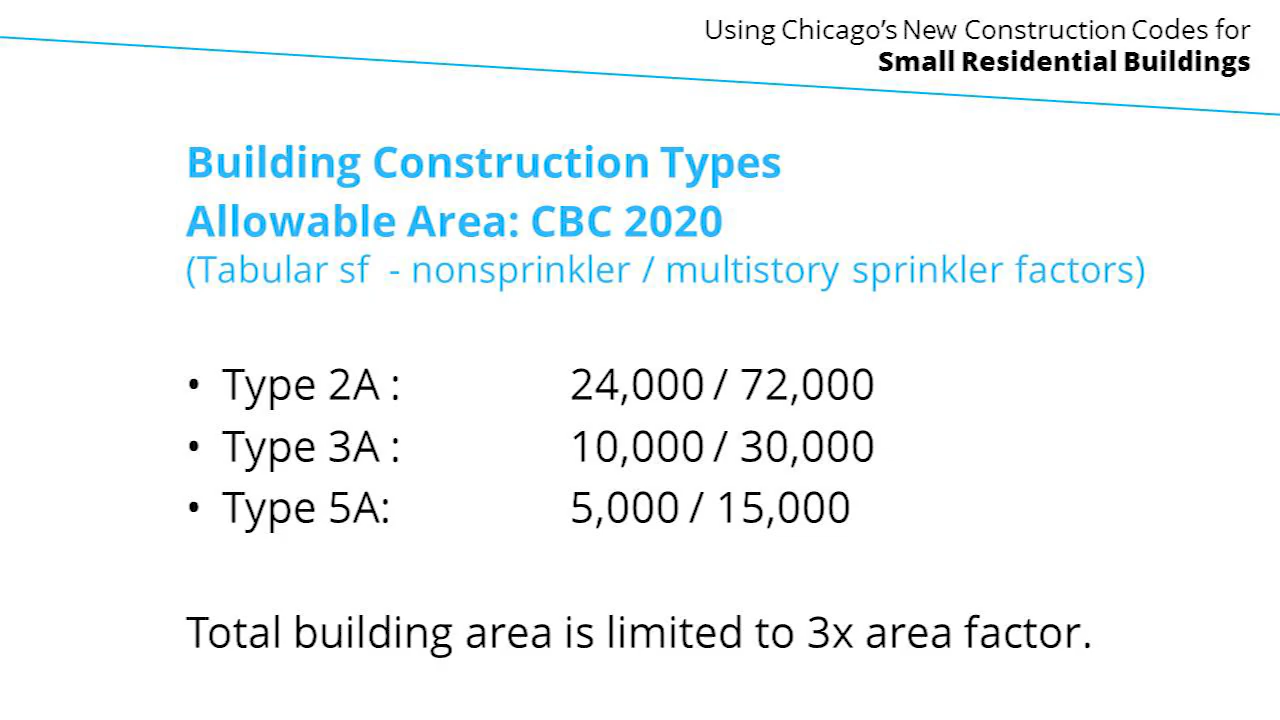 Using Chicago’s New Construction Codes for
Small Residential Buildings
Building Construction Types
Allowable Area: CBC 2020
(Tabular sf - nonsprinkler / multistory sprinkler factors)
• Type 2A : 24,000 / 72,000
• Type 3A : 10,000 / 30,000
• Type 5A: 5,000 / 15,000
Total building area is limited to 3x area factor.